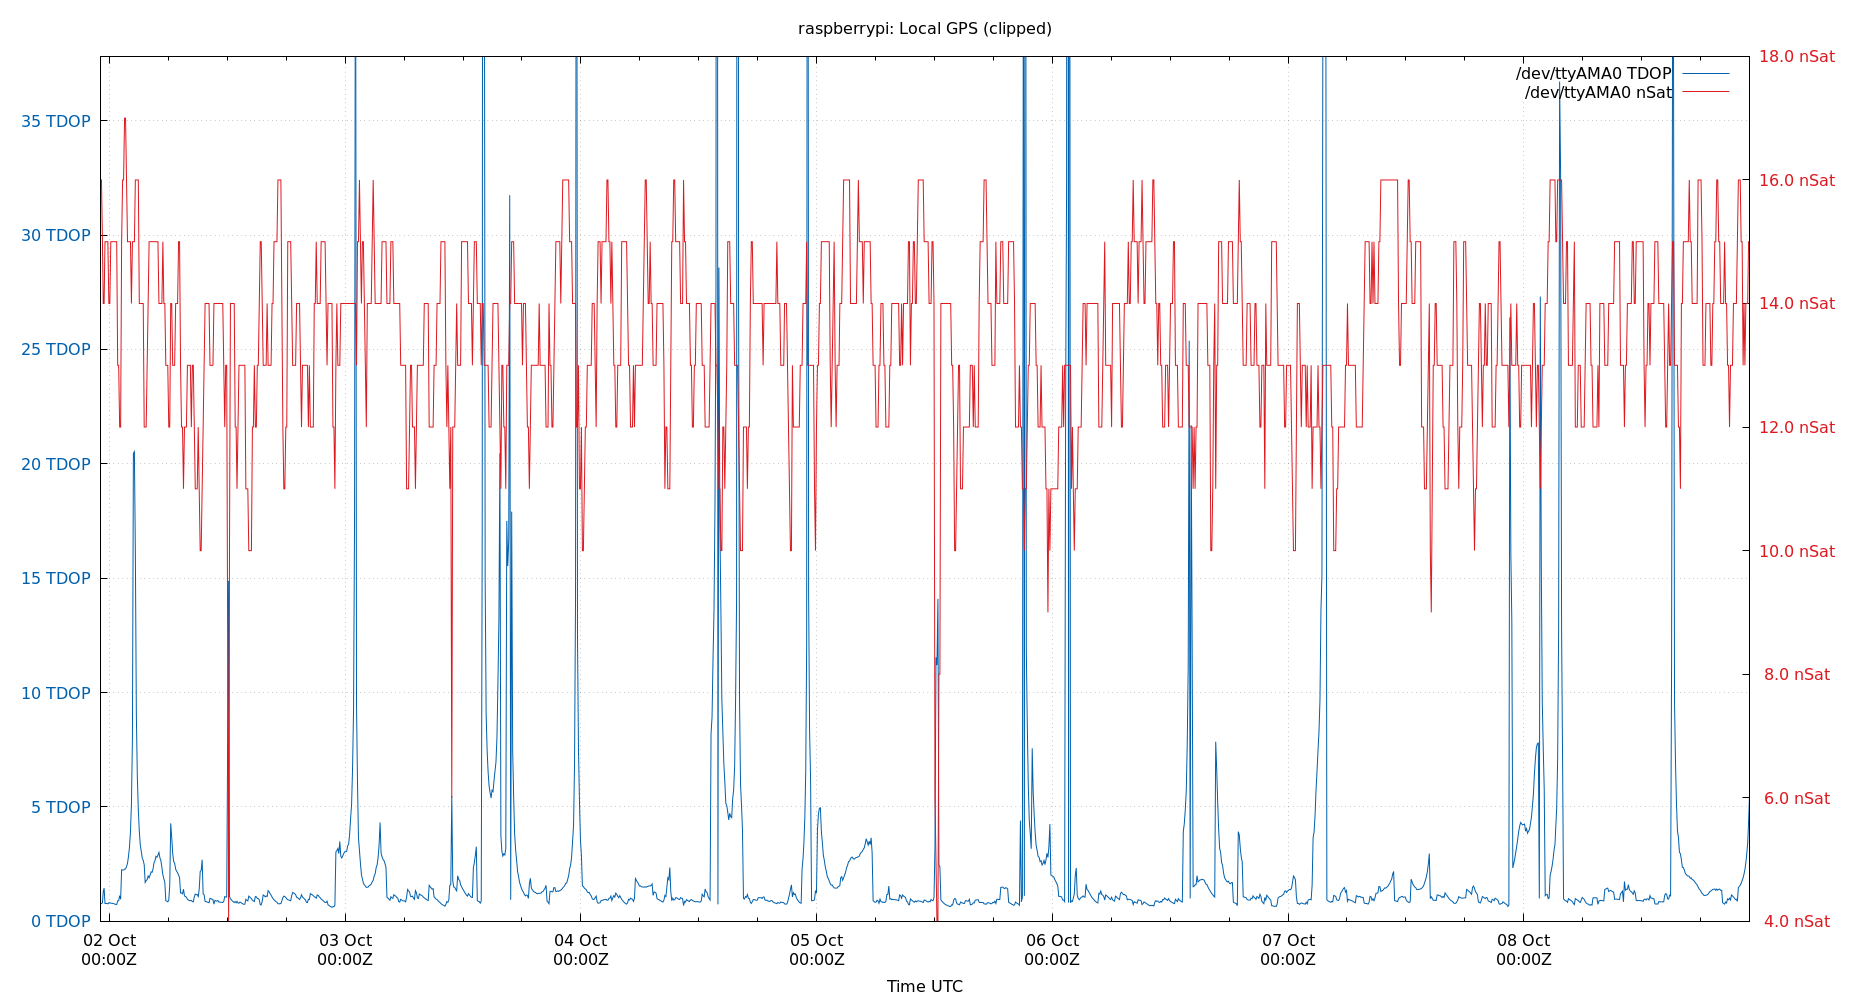 raspberrypi: Local GPS (clipped)
18.0 nSat
/dev/ttyAMA0 TDOP
/dev/ttyAMA0 nSat
35 TDOP
16.0 nSat
30 TDOP
14.0 nSat
25 TDOP
12.0 nSat
20 TDOP
10.0 nSat
15 TDOP
8.0 nSat
10 TDOP
6.0 nSat
5 TDOP
0 TDOP
4.0 nSat
02 Oct 03 Oct 04 Oct 05 Oct 06 Oct 07 Oct 08 Oct
00:00Z 00:00Z 00:00Z 00:00Z 00:00Z 00:00Z 00:00Z
Time UTC